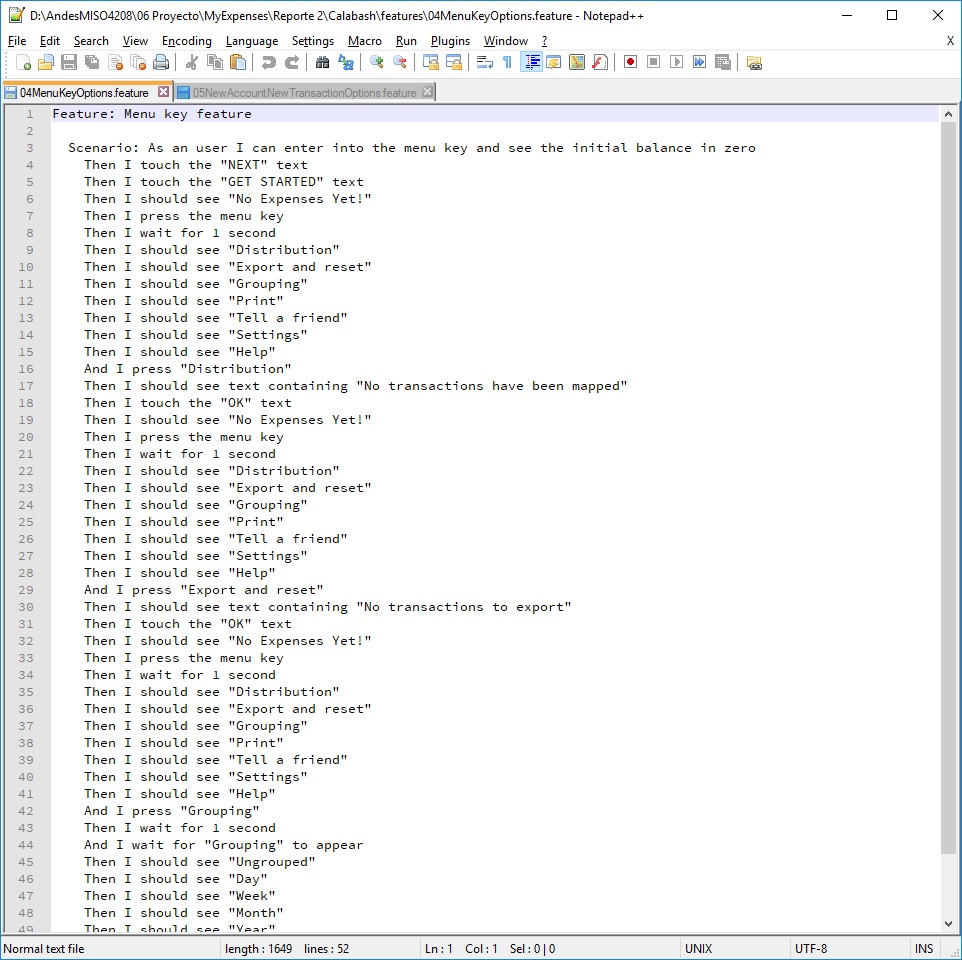 D:\AndesMISO4208\06 Proyecto\MyExpenses\Reporte 2\Calabash\features\04MenuKeyOptions.feature - Notepad++
File Edit Search View Encoding Language Settings Macro Run Plugins Window ? X
04MenuKeyOptions.feature 05NewAccountNewTransactionOptions.feature
1 Feature: Menu key feature
2
3 Scenario: As an user I can enter into the menu key and see the initial balance in zero
4 Then I touch the "NEXT" text
5 Then I touch the "GET STARTED" text
6 Then I should see "No Expenses Yet!"
7 Then I press the menu key
8 Then I wait for 1 second
9 Then I should see "Distribution"
10 Then I should see "Export and reset"
11 Then I should see "Grouping"
12 Then I should see "Print"
13 Then I should see "Tell a friend"
14 Then I should see "Settings"
15 Then I should see "Help"
16 And I press "Distribution"
17 Then I should see text containing "No transactions have been mapped"
18 Then I touch the "OK" text
19 Then I should see "No Expenses Yet!"
20 Then I press the menu key
21 Then I wait for 1 second
22 Then I should see "Distribution"
23 Then I should see "Export and reset"
24 Then I should see "Grouping"
25 Then I should see "Print"
26 Then I should see "Tell a friend"
27 Then I should see "Settings"
28 Then I should see "Help"
29 And I press "Export and reset"
30 Then I should see text containing "No transactions to export"
31 Then I touch the "OK" text
32 Then I should see "No Expenses Yet!"
33 Then I press the menu key
34 Then I wait for 1 second
35 Then I should see "Distribution"
36 Then I should see "Export and reset"
37 Then I should see "Grouping"
38 Then I should see "Print"
39 Then I should see "Tell a friend"
40 Then I should see "Settings"
41 Then I should see "Help"
42 And I press "Grouping"
43 Then I wait for 1 second
44 And I wait for "Grouping" to appear
45 Then I should see "Ungrouped"
46 Then I should see "Day"
47 Then I should see "Week"
48 Then I should see "Month"
49 Then I should see "Year"
Normal text file length : 1649 lines : 52 Ln : 1 Col : 1 Sel : 0 | 0 UNIX UTF-8 INS